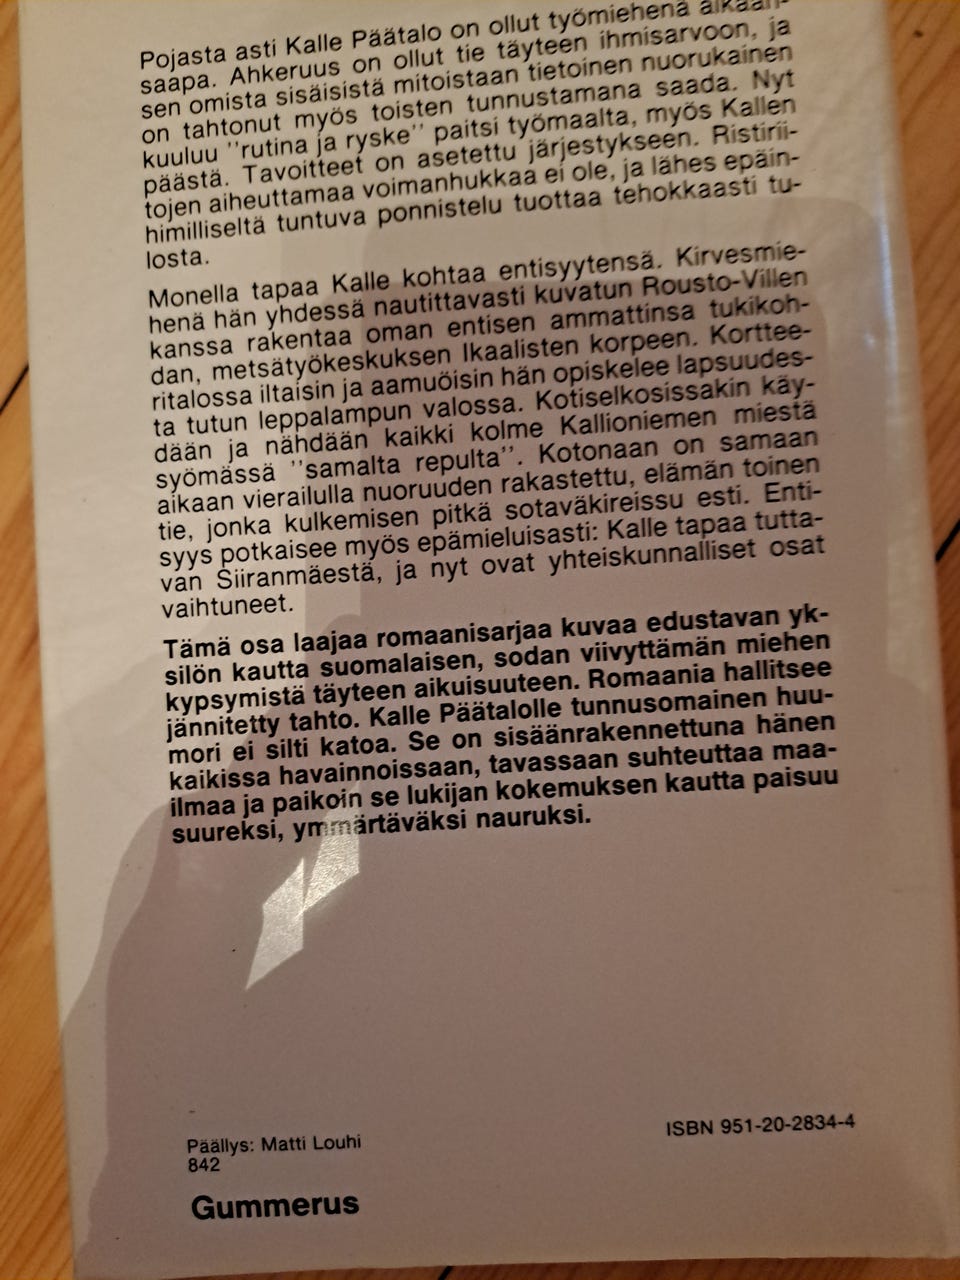 Pojasta asti Kalle Päätalo on ollut työmiehenä aikaan-
saapa. Ahkeruus on ollut tie täyteen ihmisarvoon, ja
sen omista sisäisistä mitoistaan tietoinen nuorukainen
on tahtonut myös toisten tunnustamana saada. Nyt
kuuluu "rutina ja ryske" paitsi työmaalta, myös Kallen
päästä. Tavoitteet on asetettu järjestykseen. Ristirii-
tojen aiheuttamaa voimanhukkaa ei ole, ja lähes epäin-
himilliseltä tuntuva ponnistelu tuottaa tehokkaasti tu-
losta.
Monella tapaa Kalle kohtaa entisyytensä. Kirvesmie-
henä hän yhdessä nautittavasti kuvatun Rousto-Villen
kanssa rakentaa oman entisen ammattinsa tukikoh-
dan, metsätyökeskuksen Ikaalisten korpeen. Korttee-
ritalossa iltaisin ja aamuöisin hän opiskelee lapsuudes-
ta tutun leppalampun valossa. Kotiselkosissakin käy-
dään ja nähdään kaikki kolme Kallioniemen miestä
syömässä "samalta repulta". Kotonaan on samaan
aikaan vierailulla nuoruuden rakastettu, elämän toinen
tie, jonka kulkemisen pitkä sotaväkireissu esti. Enti-
syys potkaisee myös epämieluisasti: Kalle tapaa tutta-
van Siiranmäestä, ja nyt ovat yhteiskunnalliset osat
vaihtuneet.
Tämä osa laajaa romaanisarjaa kuvaa edustavan yk-
silön kautta suomalaisen, sodan viivyttämän miehen
kypsymistä täyteen aikuisuuteen. Romaania hallitsee
jännitetty tahto. Kalle Päätalolle tunnusomainen huu-
mori ei silti katoa. Se on sisäänrakennettuna hänen
kaikissa havainnoissaan, tavassaan suhteuttaa maa-
ilmaa ja paikoin se lukijan kokemuksen kautta paisuu
suureksi, ymmärtäväksi nauruksi.
Päällys: Matti Louhi
842
ISBN 951-20-2834-4
Gummerus